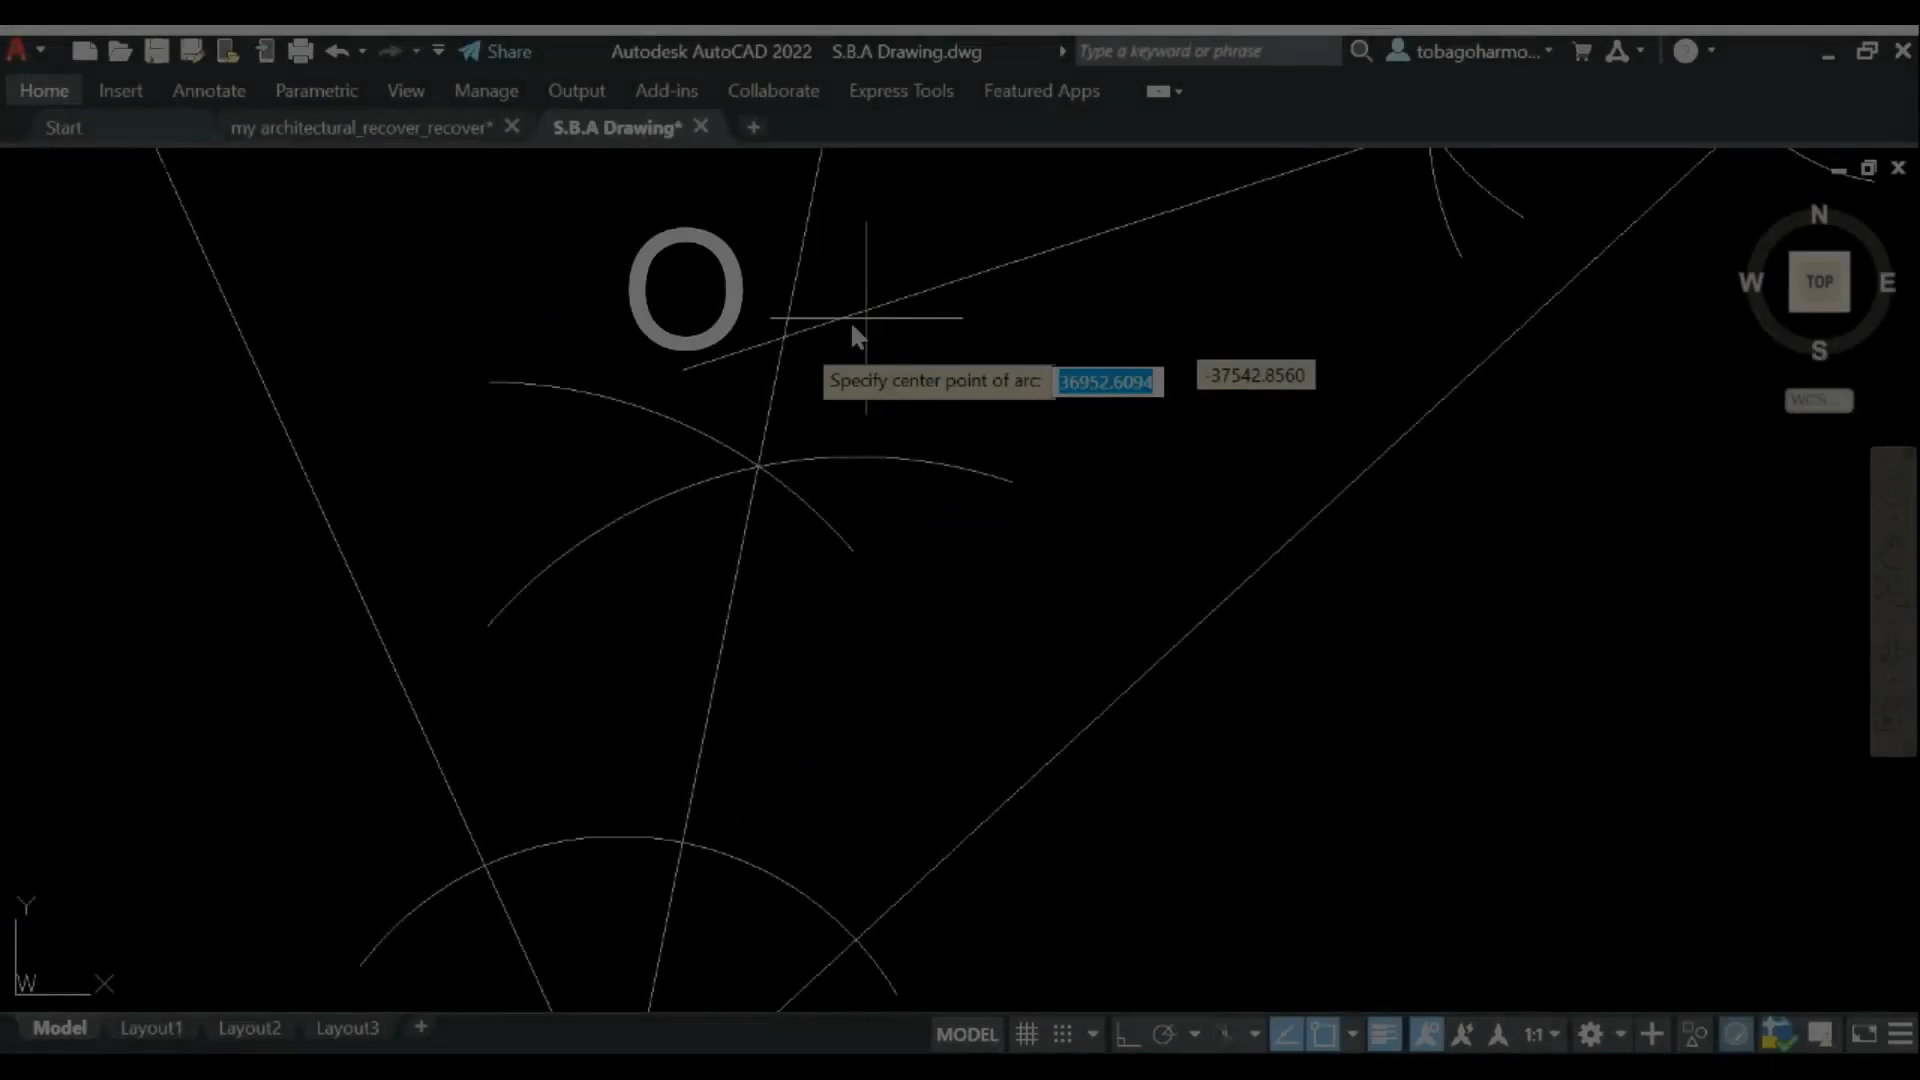 Share Autodesk AutoCAD 2022 S.B.A Drawing.dwg Type a keyword or phrase tobagoharmo...
Home Insert Annotate Parametric View Manage Output Add-ins Collaborate Express Tools Featured Apps
Start my architectural_recover_recover* S.B.A Drawing*
N
W TOP E
S
O
Specify center point of arc: 36952.6094 -37542.8560
WCS...
Y
W X
Model Layout1 Layout2 Layout3 MODEL 1:1